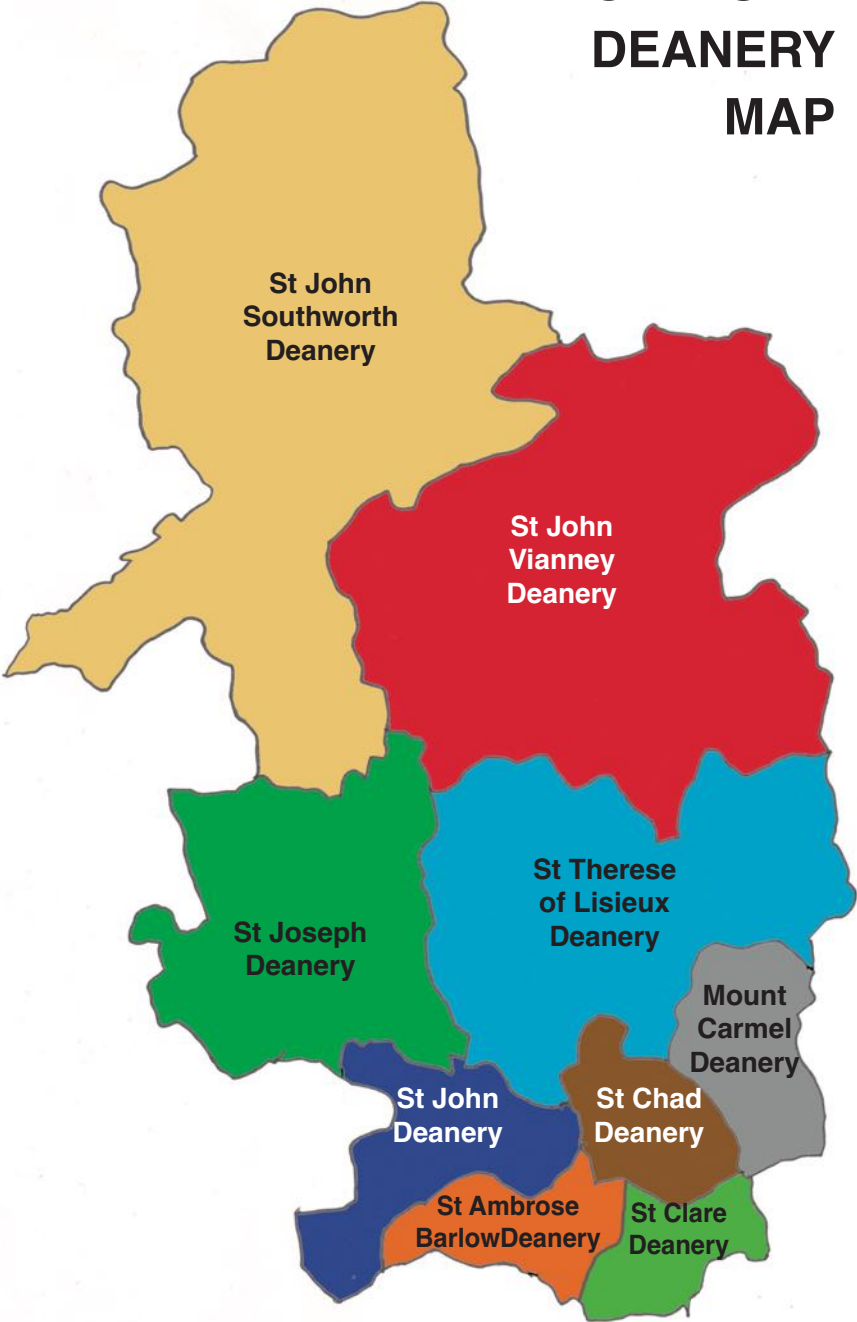 DEANERY
MAP
St John
Southworth
Deanery
St John
Vianney
Deanery
St Therese
of Lisieux
Deanery
St Joseph
Deanery
Mount
Carmel
Deanery
St John
Deanery
St Chad
Deanery
St Ambrose
BarlowDeanery
St Clare
Deanery